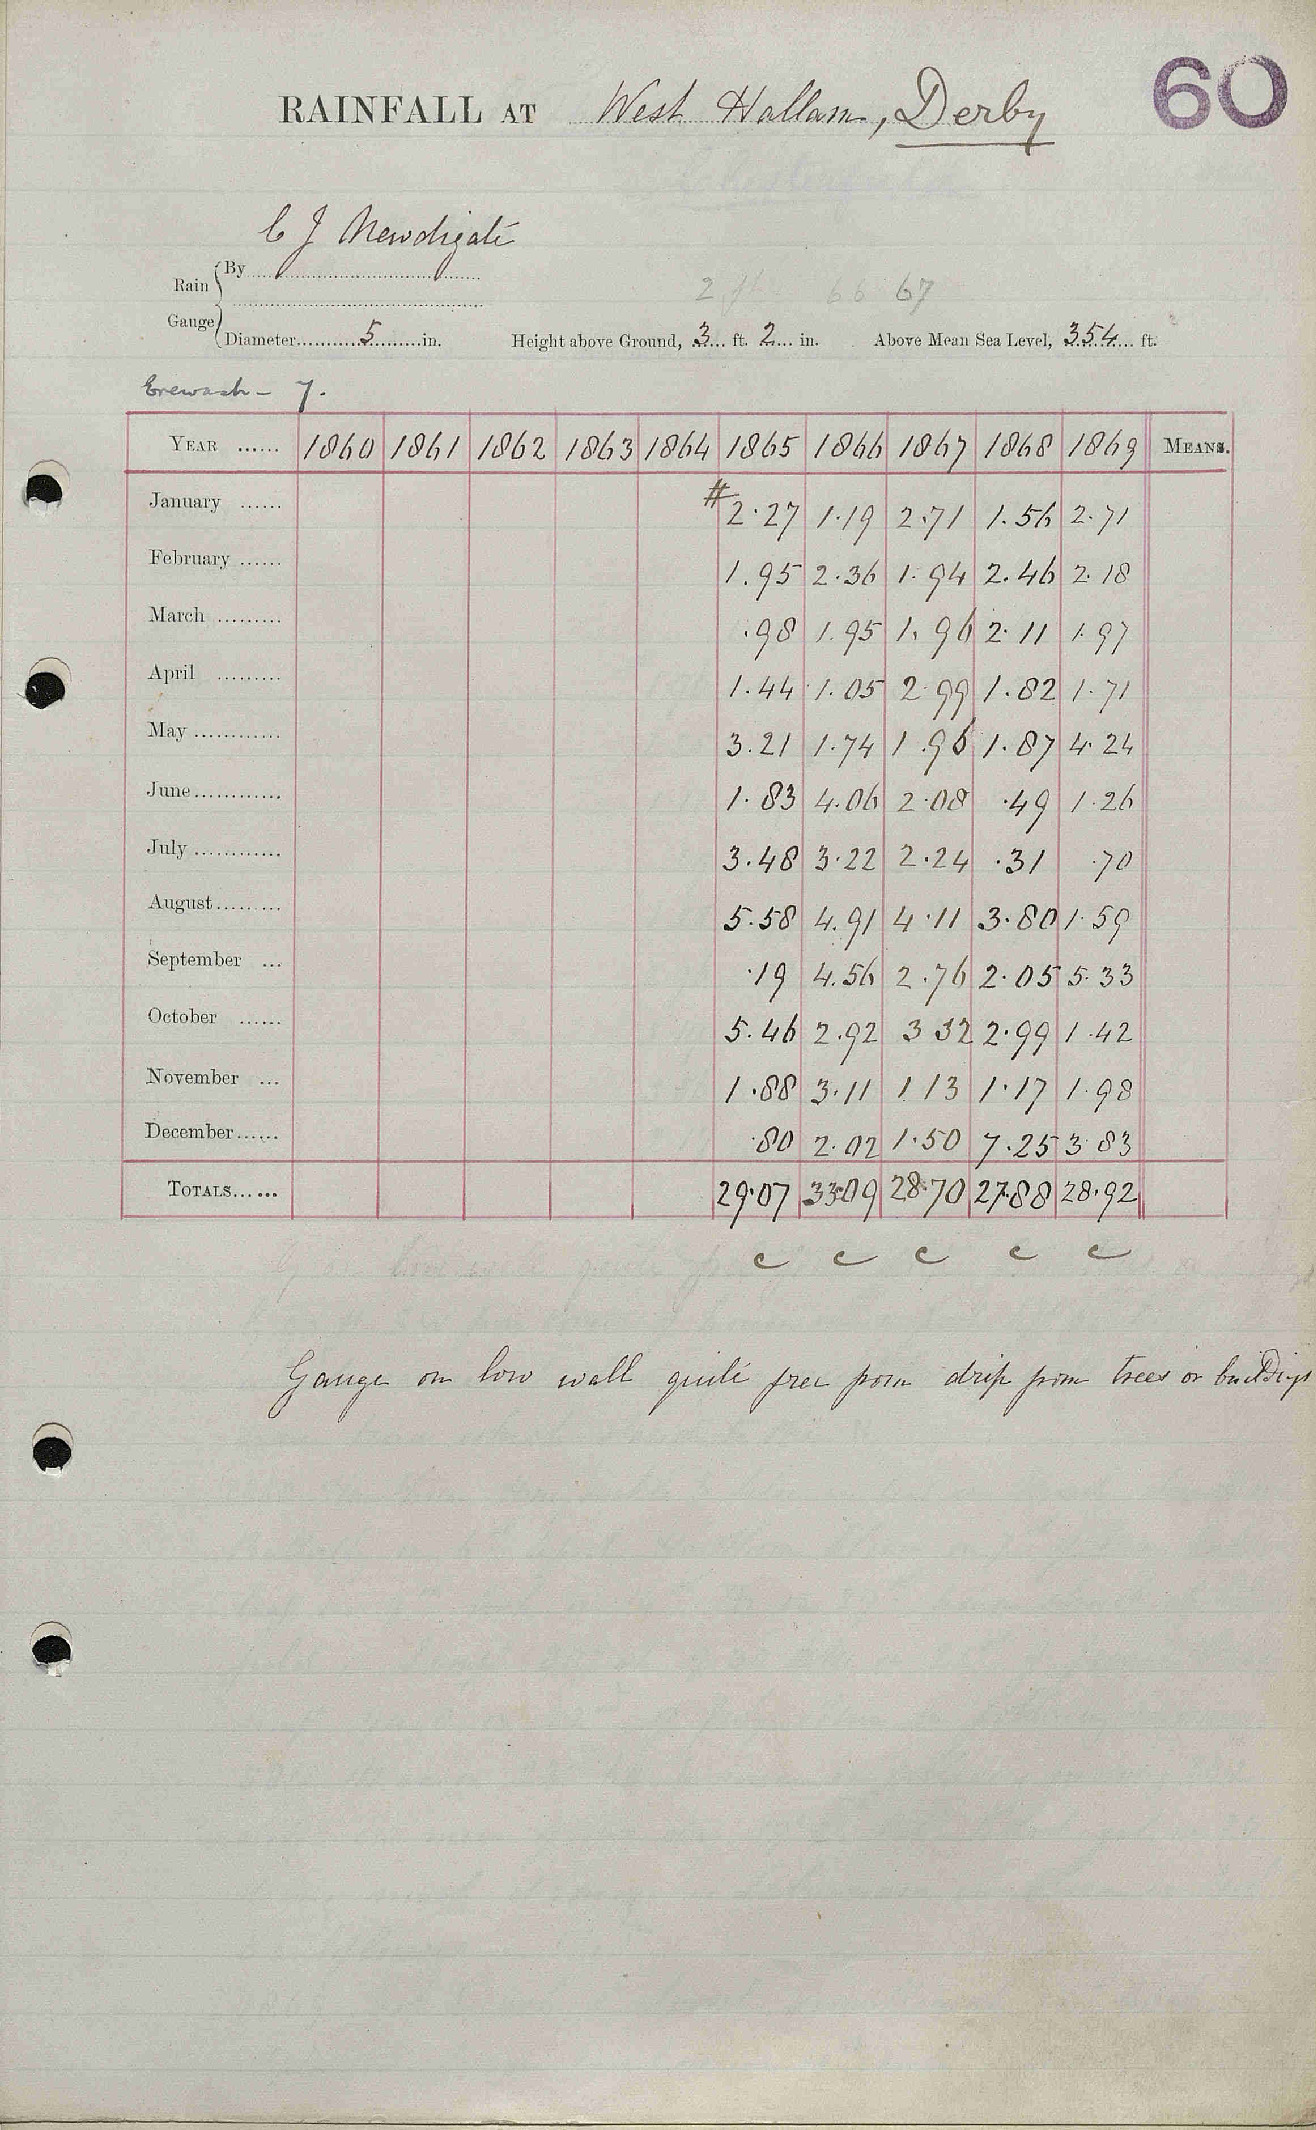 60
RAINFALL AT West Hallam, Derby
C J Newdigate
Rain Gauge { By
2 66 67
Diameter 5 in. Height above Ground, 3 ft. 2 in. Above Mean Sea Level, 354 ft.
Erewash - 7.
YEAR ...... 1860 1861 1862 1863 1864 1865 1866 1867 1868 1869 MEANS.
January ...... # 2.27 1.19 2.71 1.56 2.71
February ...... 1.95 2.36 1.94 2.46 2.18
March ......... .98 1.95 1.96 2.11 1.97
April ......... 1.44 1.05 2.99 1.82 1.71
May ............ 3.21 1.74 1.96 1.87 4.24
June ............ 1.83 4.06 2.08 .49 1.26
July ............ 3.48 3.22 2.24 .31 .70
August ......... 5.58 4.91 4.11 3.80 1.59
September ... .19 4.56 2.76 2.05 5.33
October ...... 5.46 2.92 3 32 2.99 1.42
November ... 1.88 3.11 1 13 1.17 1.98
December ...... .80 2.02 1.50 7.25 3 83
TOTALS ...... 29.07 33.09 28.70 27.88 28.92
c c c c c
Gauge on low wall quite free from drip from trees or buildings